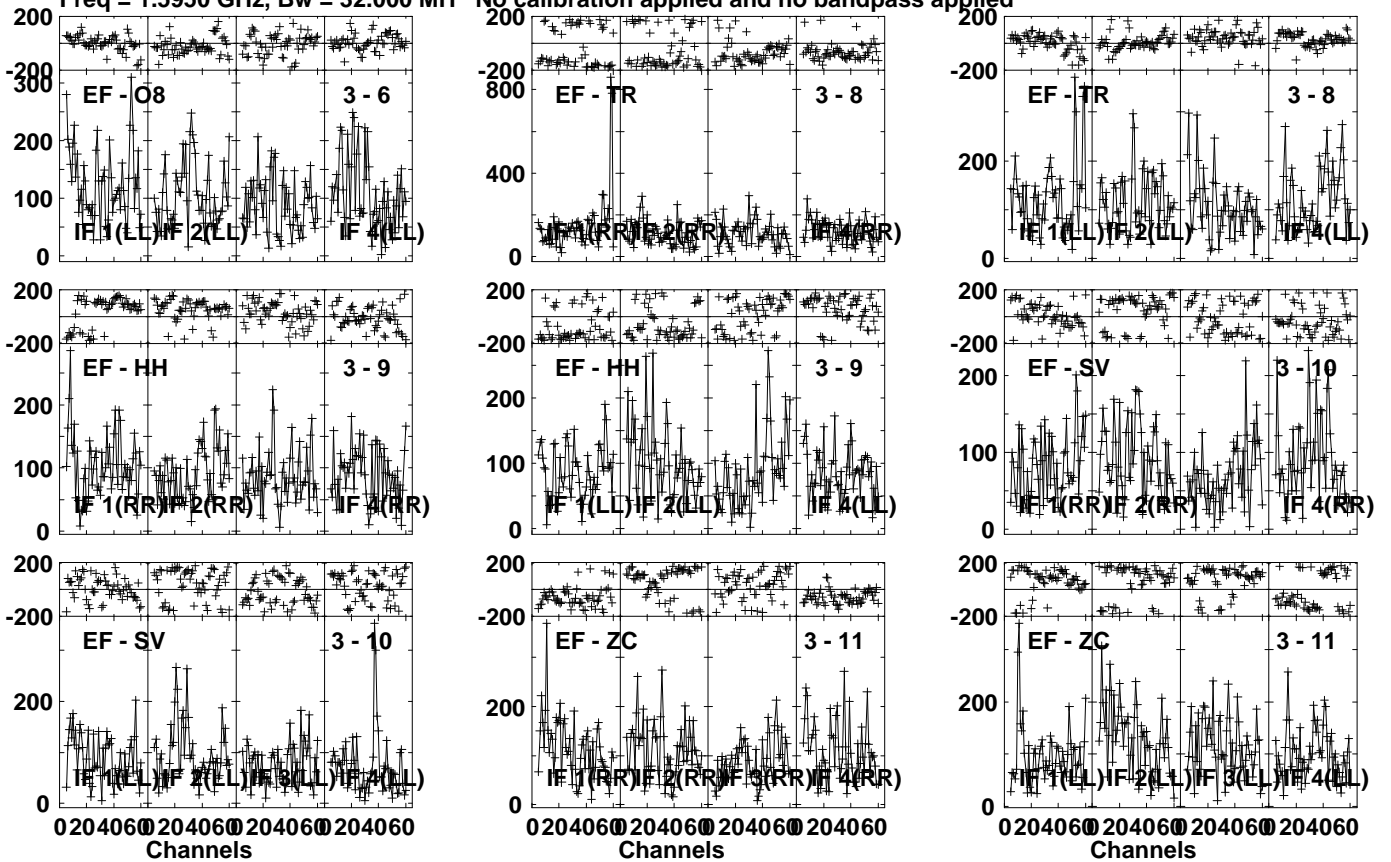 Freq = 1.5950 GHz, Bw = 32.000 MH No calibration applied and no bandpass applied
200
-200
300
200
100
0
EF - O8 3 - 6
IF 1(LL) IF 2(LL) IF 4(LL)
200
-200
800
400
0
EF - TR 3 - 8
IF 1(RR) IF 2(RR) IF 4(RR)
200
-200
200
0
EF - TR 3 - 8
IF 1(LL) IF 2(LL) IF 4(LL)
200
-200
200
100
0
EF - HH 3 - 9
IF 1(RR) IF 2(RR) IF 4(RR)
200
-200
200
100
0
EF - HH 3 - 9
IF 1(LL) IF 2(LL) IF 4(LL)
200
-200
200
100
0
EF - SV 3 - 10
IF 1(RR) IF 2(RR) IF 4(RR)
200
-200
200
0
EF - SV 3 - 10
IF 1(LL) IF 2(LL) IF 3(LL) IF 4(LL)
0 20 40 60 0 20 40 60 0 20 40 60 0 20 40 60
Channels
200
-200
200
0
EF - ZC 3 - 11
IF 1(RR) IF 2(RR) IF 3(RR) IF 4(RR)
0 20 40 60 0 20 40 60 0 20 40 60 0 20 40 60
Channels
200
-200
200
100
0
EF - ZC 3 - 11
IF 1(LL) IF 2(LL) IF 3(LL) IF 4(LL)
0 20 40 60 0 20 40 60 0 20 40 60 0 20 40 60
Channels